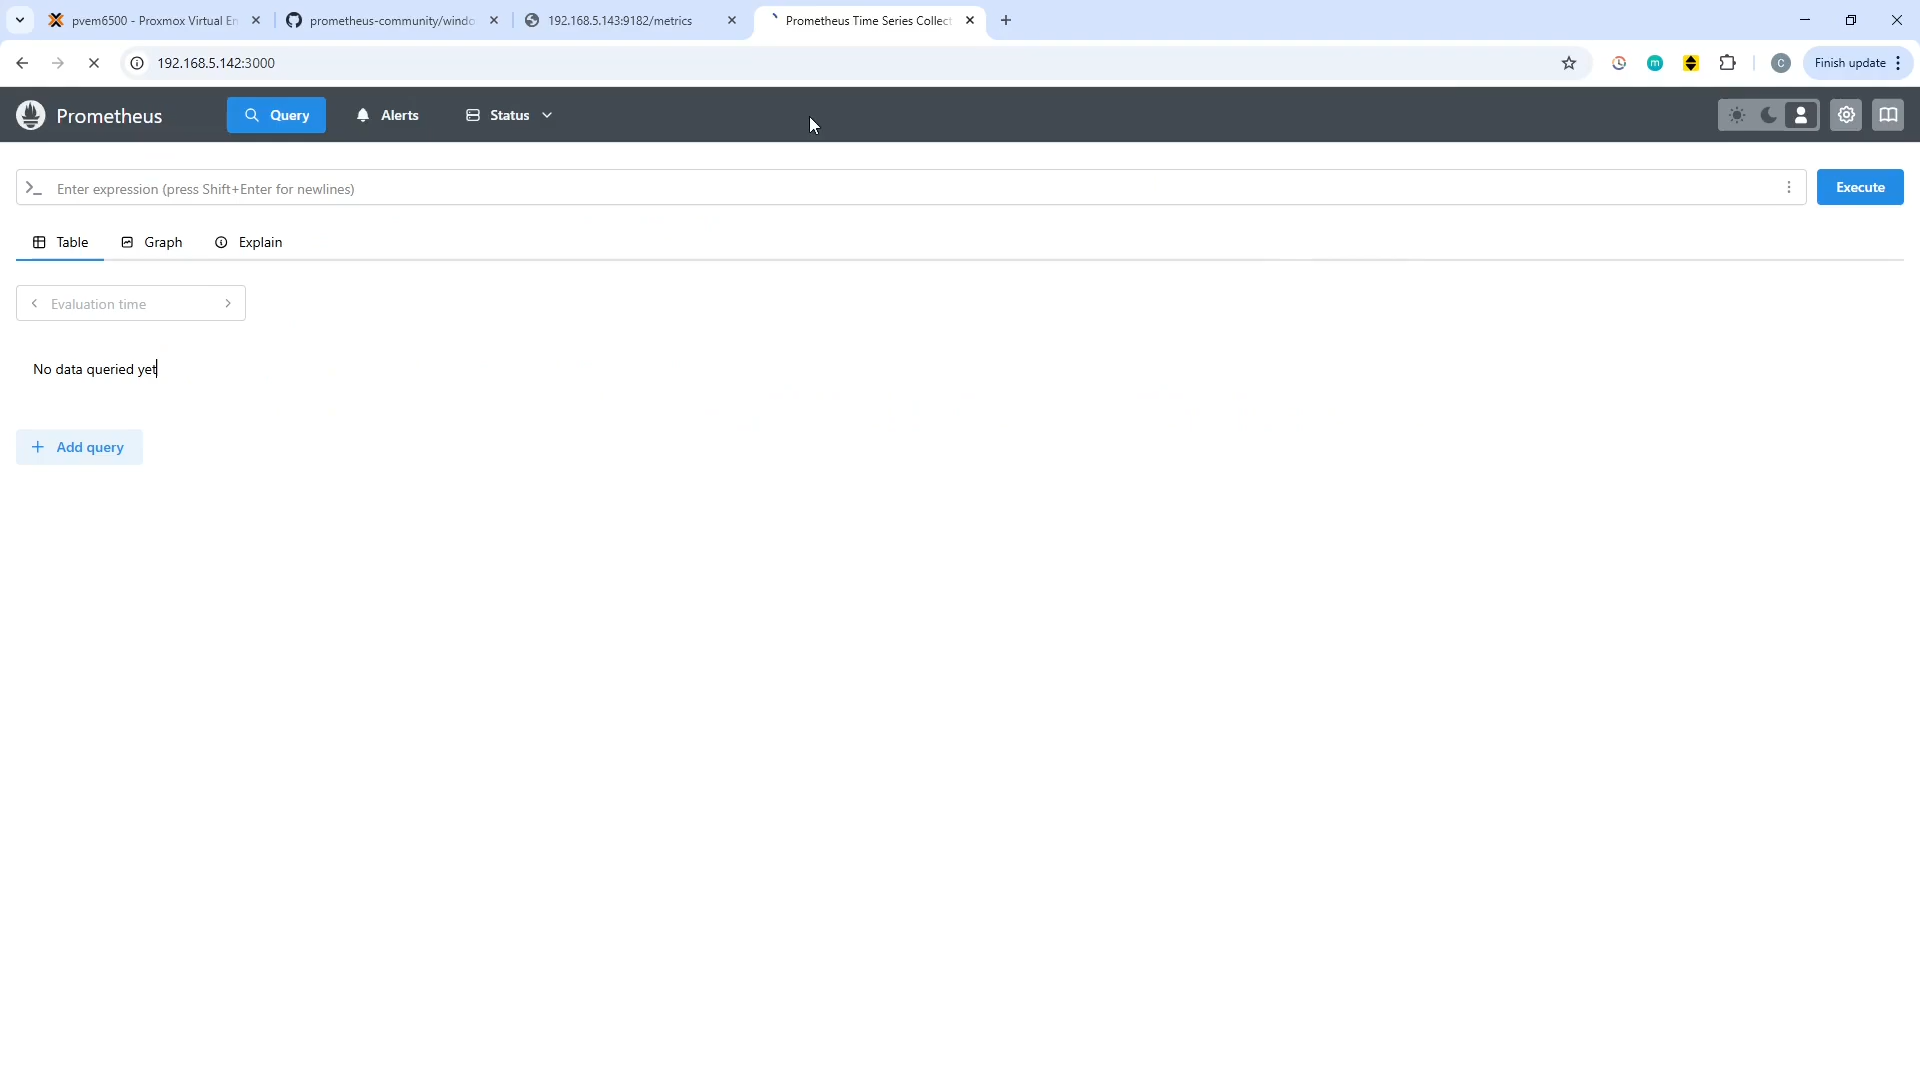 pvem6500 - Proxmox Virtual En
prometheus-community/windo
192.168.5.143:9182/metrics
Prometheus Time Series Collect
192.168.5.142:3000
m
C
Finish update
Prometheus
Query
Alerts
Status
Enter expression (press Shift+Enter for newlines)
Execute
Table
Graph
Explain
Evaluation time
No data queried yet
Add query